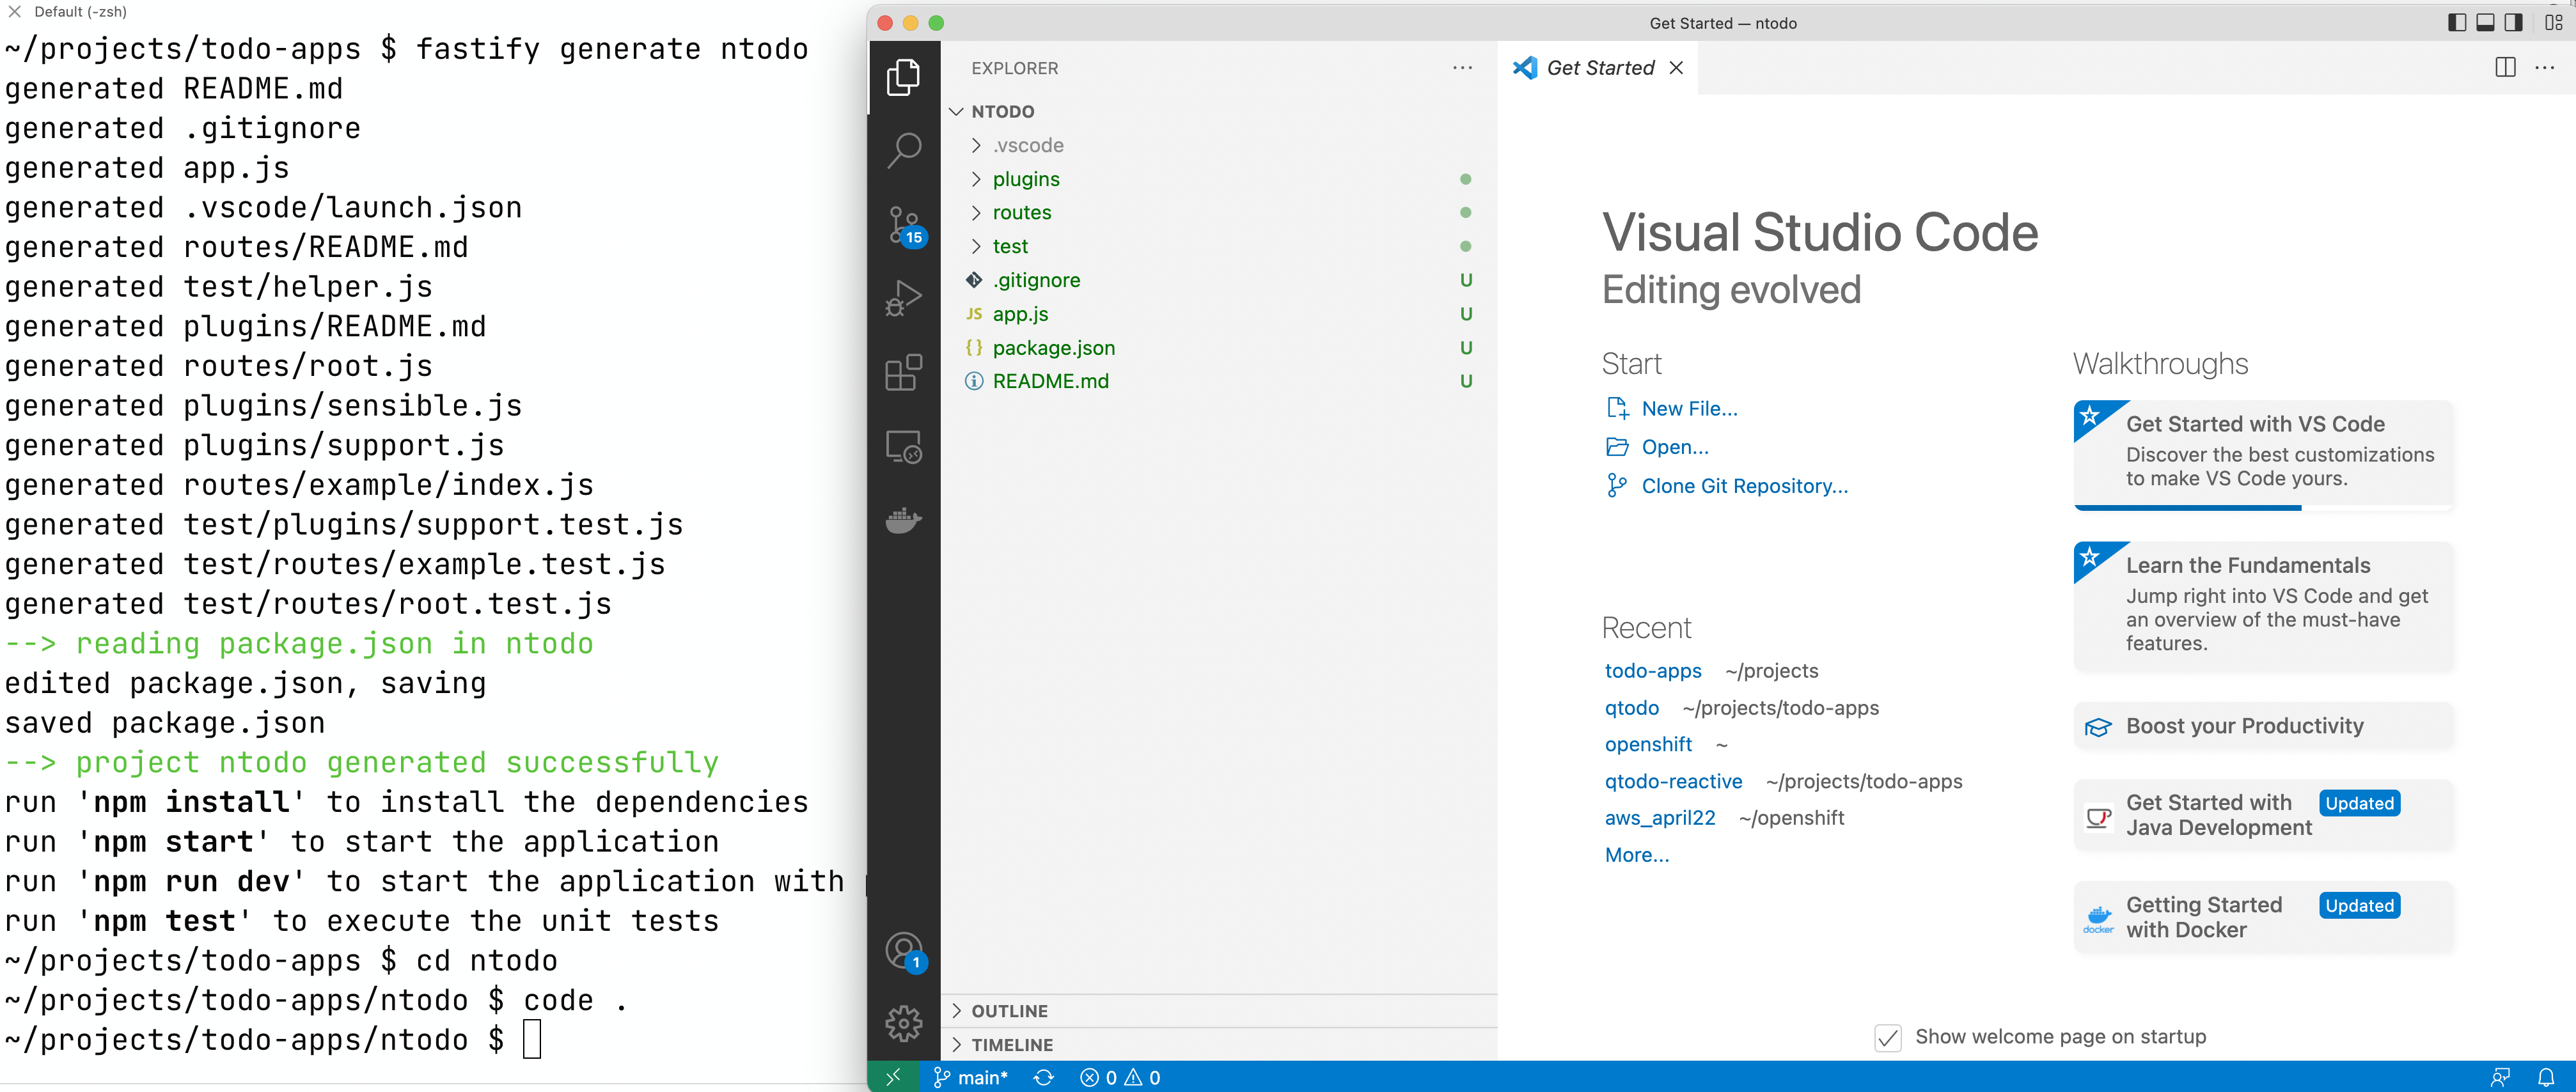 Default (-zsh)
~/projects/todo-apps $ fastify generate ntodo
generated README.md
generated .gitignore
generated app.js
generated .vscode/launch.json
generated routes/README.md
generated test/helper.js
generated plugins/README.md
generated routes/root.js
generated plugins/sensible.js
generated plugins/support.js
generated routes/example/index.js
generated test/plugins/support.test.js
generated test/routes/example.test.js
generated test/routes/root.test.js
--> reading package.json in ntodo
edited package.json, saving
saved package.json
--> project ntodo generated successfully
run 'npm install' to install the dependencies
run 'npm start' to start the application
run 'npm run dev' to start the application with
run 'npm test' to execute the unit tests
~/projects/todo-apps $ cd ntodo
~/projects/todo-apps/ntodo $ code .
~/projects/todo-apps/ntodo $
Get Started — ntodo
15
1
EXPLORER
NTODO
.vscode
plugins
routes
test
.gitignore U
JS app.js U
{} package.json U
README.md U
OUTLINE
TIMELINE
Get Started
Visual Studio Code
Editing evolved
Start
New File...
Open...
Clone Git Repository...
Recent
todo-apps ~/projects
qtodo ~/projects/todo-apps
openshift ~
qtodo-reactive ~/projects/todo-apps
aws_april22 ~/openshift
More...
Walkthroughs
Get Started with VS Code
Discover the best customizations
to make VS Code yours.
Learn the Fundamentals
Jump right into VS Code and get
an overview of the must-have
features.
Boost your Productivity
Get Started with
Java Development
Updated
docker
Getting Started
with Docker
Updated
Show welcome page on startup
main* 0 0